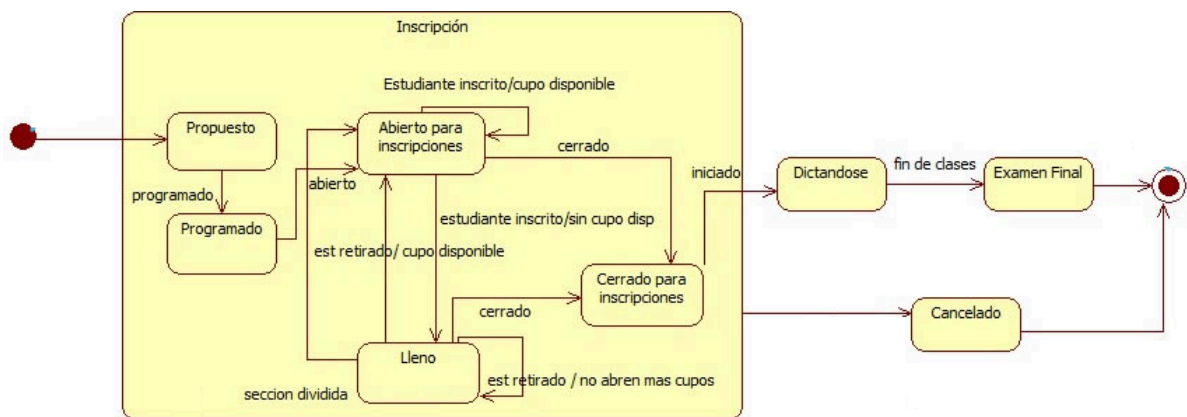 Inscripción
Estudiante inscrito/cupo disponible
Propuesto
Abierto para
inscripciones
cerrado
programado
abierto
iniciado
Dictandose
fin de clases
Examen Final
Programado
estudiante inscrito/sin cupo disp
est retirado/ cupo disponible
Cerrado para
inscripciones
cerrado
Cancelado
Lleno
seccion dividida
est retirado / no abren mas cupos